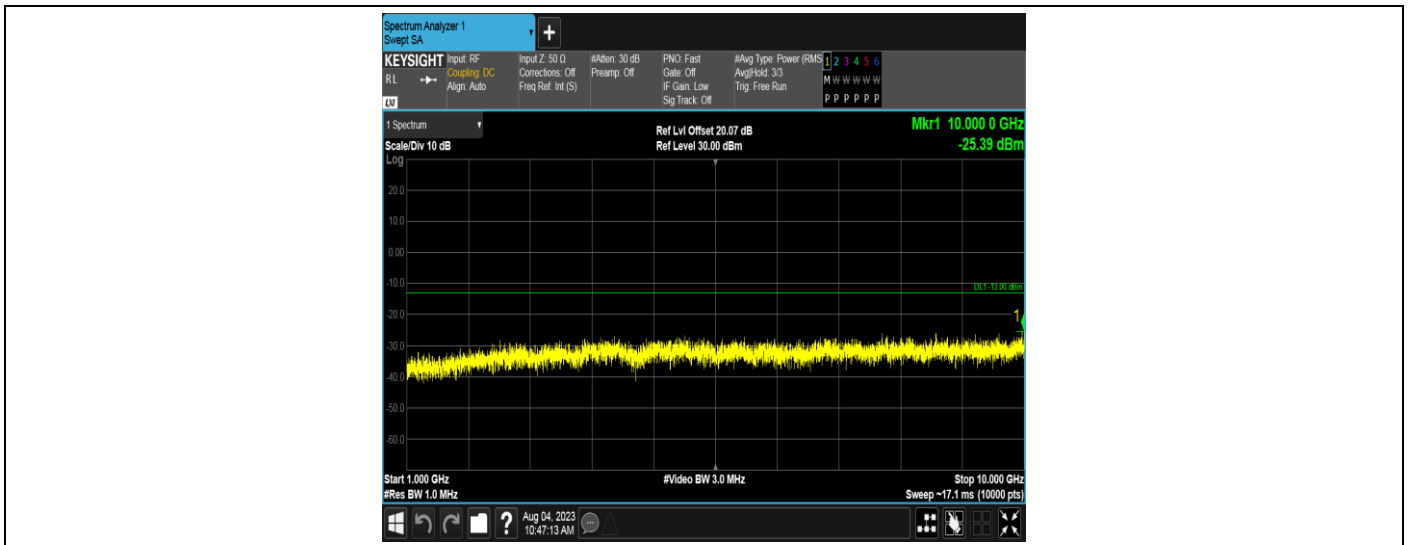 Spectrum Analyzer 1
Swept SA
+
KEYSIGHT Input: RF Input Z: 50 Ω #Atten: 30 dB PNO: Fast #Avg Type: Power (RMS 1 2 3 4 5 6
RL Coupling: DC Corrections: Off Preamp: Off Gate: Off Avg|Hold: 3/3 M W W W W W
Align: Auto Freq Ref: Int (S) IF Gain: Low Trig: Free Run
LXI Sig Track: Off P P P P P P
1 Spectrum Ref Lvl Offset 20.07 dB Mkr1 10.000 0 GHz
Scale/Div 10 dB Ref Level 30.00 dBm -25.39 dBm
Log
20.0
10.0
0.00
-10.0
DL1 -13.00 dBm
-20.0
1
-30.0
-40.0
-50.0
-60.0
Start 1.000 GHz #Video BW 3.0 MHz Stop 10.000 GHz
#Res BW 1.0 MHz Sweep ~17.1 ms (10000 pts)
? Aug 04, 2023
10:47:13 AM